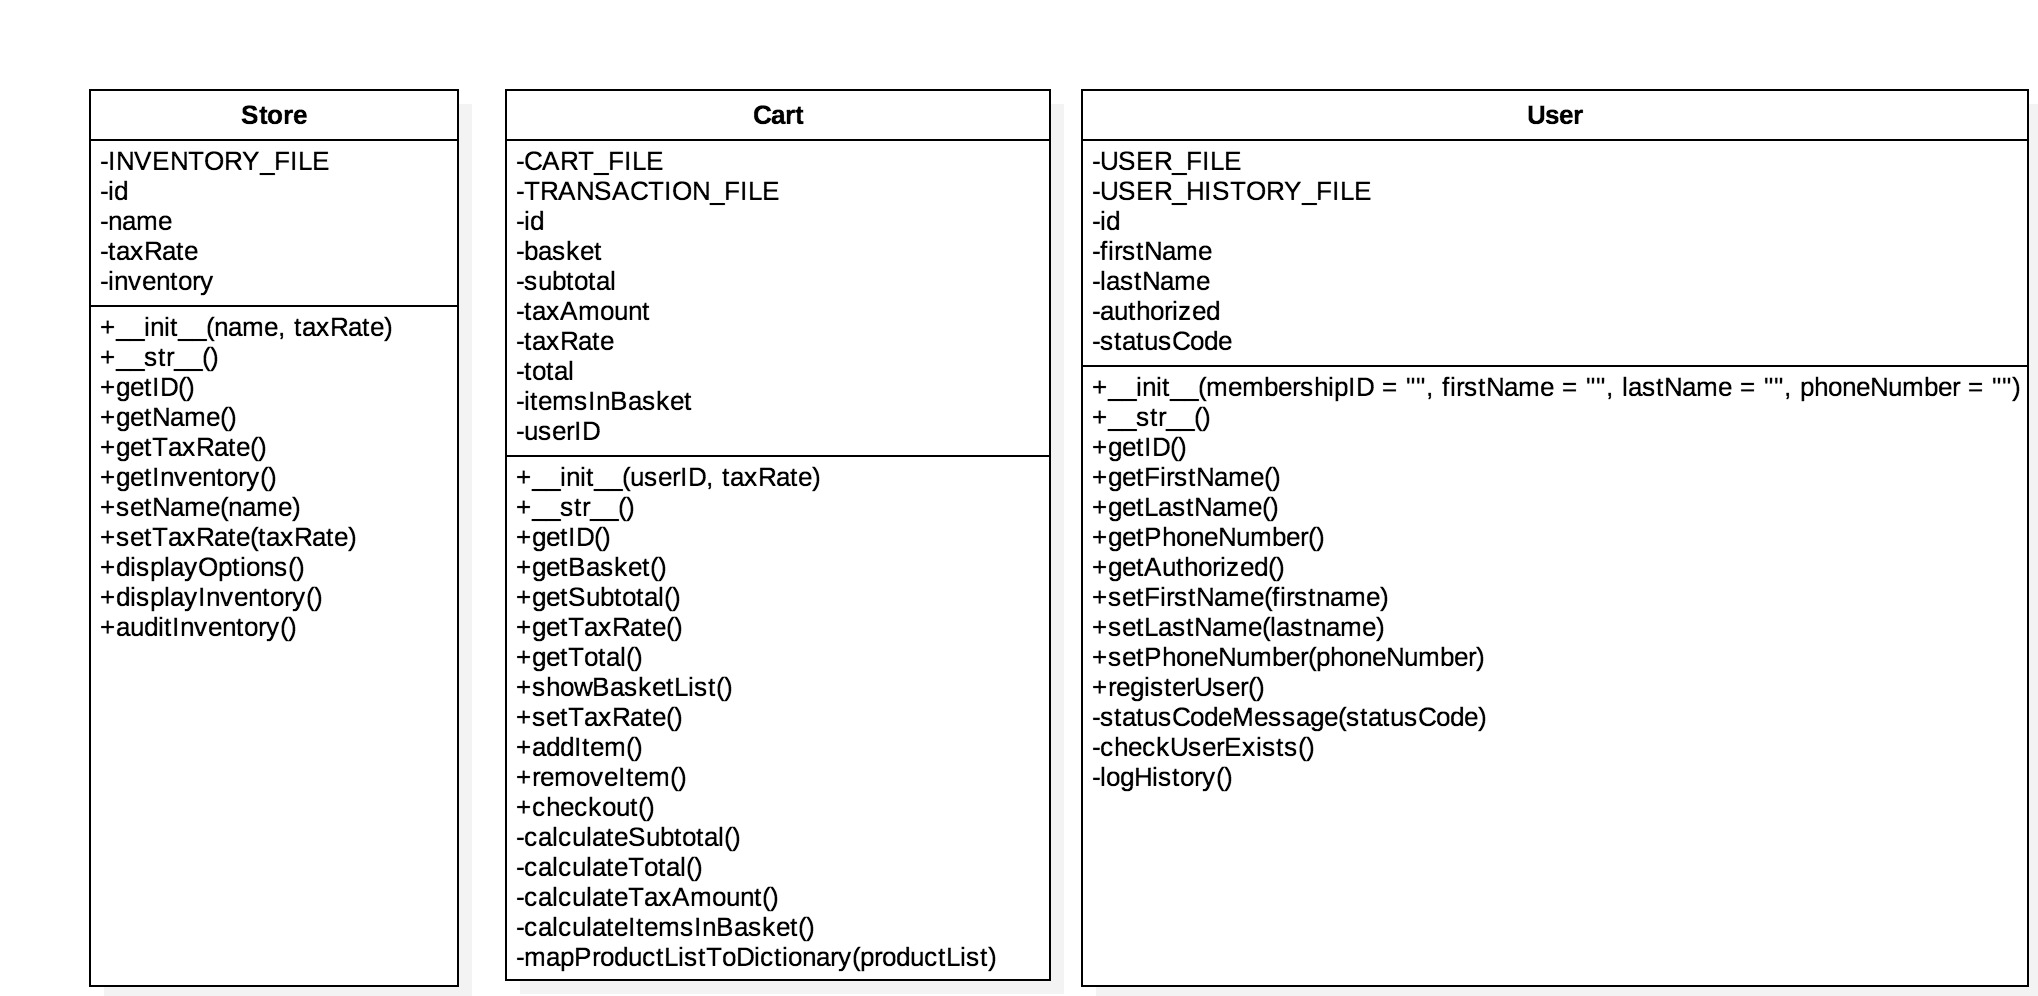 Store
-INVENTORY_FILE
-id
-name
-taxRate
-inventory
+__init__(name, taxRate)
+__str__()
+getID()
+getName()
+getTaxRate()
+getInventory()
+setName(name)
+setTaxRate(taxRate)
+displayOptions()
+displayInventory()
+auditInventory()
Cart
-CART_FILE
-TRANSACTION_FILE
-id
-basket
-subtotal
-taxAmount
-taxRate
-total
-itemsInBasket
-userID
+__init__(userID, taxRate)
+__str__()
+getID()
+getBasket()
+getSubtotal()
+getTaxRate()
+getTotal()
+showBasketList()
+setTaxRate()
+addItem()
+removeItem()
+checkout()
-calculateSubtotal()
-calculateTotal()
-calculateTaxAmount()
-calculateItemsInBasket()
-mapProductListToDictionary(productList)
User
-USER_FILE
-USER_HISTORY_FILE
-id
-firstName
-lastName
-authorized
-statusCode
+__init__(membershipID = "", firstName = "", lastName = "", phoneNumber = "")
+__str__()
+getID()
+getFirstName()
+getLastName()
+getPhoneNumber()
+getAuthorized()
+setFirstName(firstname)
+setLastName(lastname)
+setPhoneNumber(phoneNumber)
+registerUser()
-statusCodeMessage(statusCode)
-checkUserExists()
-logHistory()